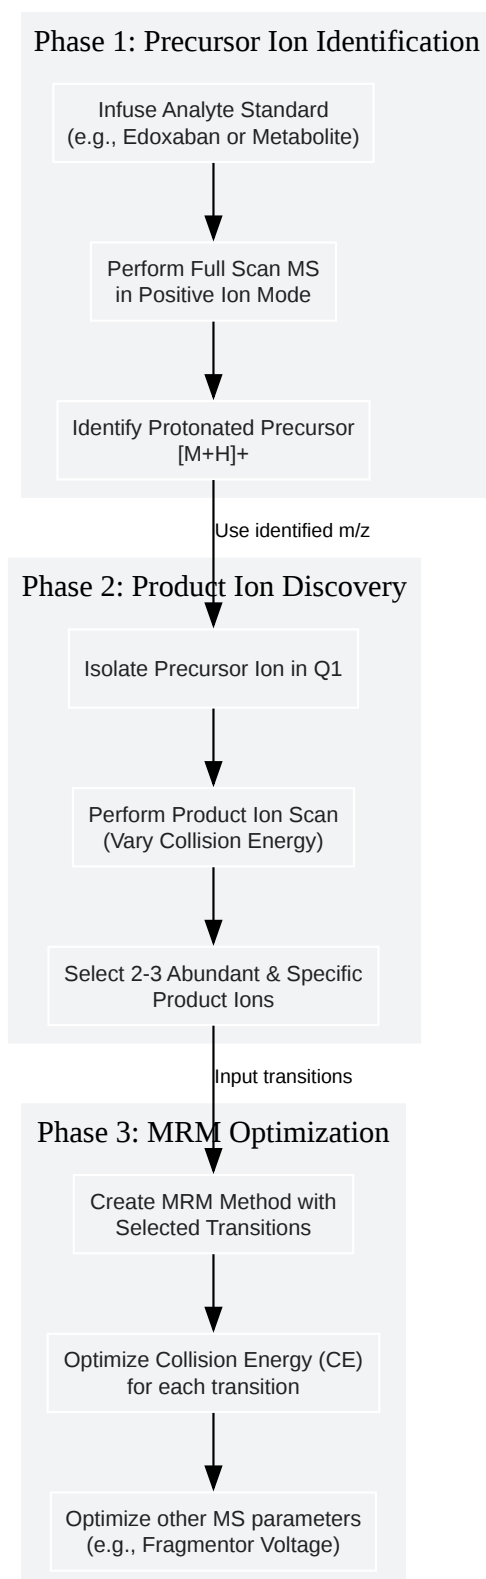 Phase 1: Precursor Ion Identification
Infuse Analyte Standard
(e.g., Edoxaban or Metabolite)
Perform Full Scan MS
in Positive Ion Mode
Identify Protonated Precursor
[M+H]+
Use identified m/z
Phase 2: Product Ion Discovery
Isolate Precursor Ion in Q1
Perform Product Ion Scan
(Vary Collision Energy)
Select 2-3 Abundant & Specific
Product Ions
Input transitions
Phase 3: MRM Optimization
Create MRM Method with
Selected Transitions
Optimize Collision Energy (CE)
for each transition
Optimize other MS parameters
(e.g., Fragmentor Voltage)